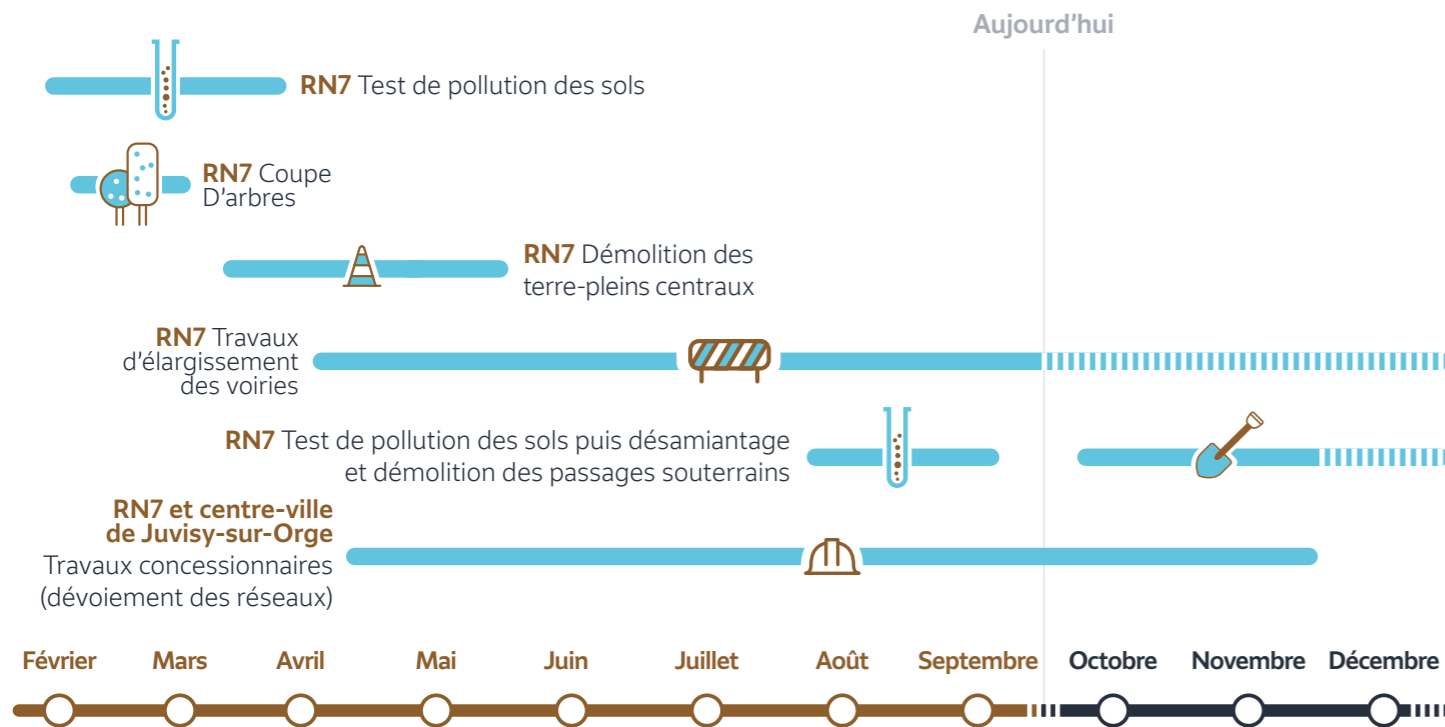 Aujourd'hui
RN7 Test de pollution des sols
RN7 Coupe
D'arbres
RN7 Démolition des
terre-pleins centraux
RN7 Travaux
d'élargissement
des voiries
RN7 Test de pollution des sols puis désamiantage
et démolition des passages souterrains
RN7 et centre-ville
de Juvisy-sur-Orge
Travaux concessionnaires
(dévoiement des réseaux)
Février Mars Avril Mai Juin Juillet Août Septembre Octobre Novembre Décembre